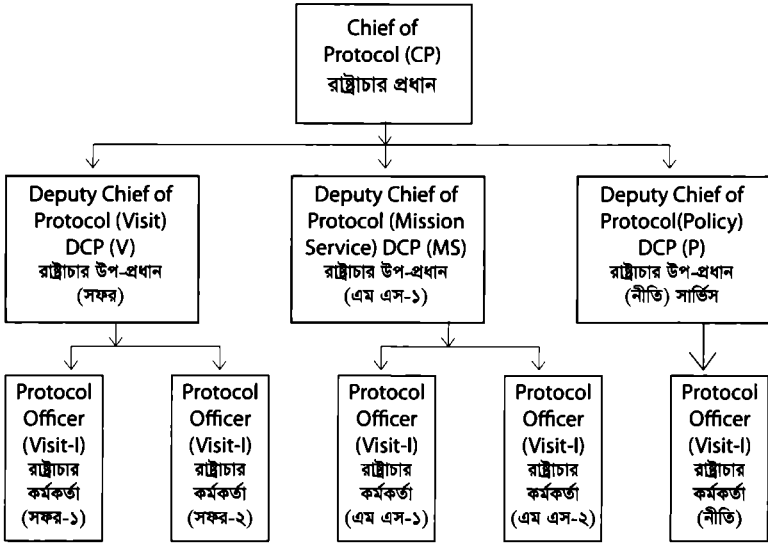 Chief of
Protocol (CP)
রাষ্ট্রাচার প্রধান
Deputy Chief of
Protocol (Visit)
DCP (V)
রাষ্ট্রাচার উপ-প্রধান
(সফর)
Deputy Chief of
Protocol (Mission
Service) DCP (MS)
রাষ্ট্রাচার উপ-প্রধান
(এম এস-১)
Deputy Chief of
Protocol(Policy)
DCP (P)
রাষ্ট্রাচার উপ-প্রধান
(নীতি) সার্ভিস
Protocol
Officer
(Visit-I)
রাষ্ট্রাচার
কর্মকর্তা
(সফর-১)
Protocol
Officer
(Visit-I)
রাষ্ট্রাচার
কর্মকর্তা
(সফর-২)
Protocol
Officer
(Visit-I)
রাষ্ট্রাচার
কর্মকর্তা
(এম এস-১)
Protocol
Officer
(Visit-I)
রাষ্ট্রাচার
কর্মকর্তা
(এম এস-২)
Protocol
Officer
(Visit-I)
রাষ্ট্রাচার
কর্মকর্তা
(নীতি)